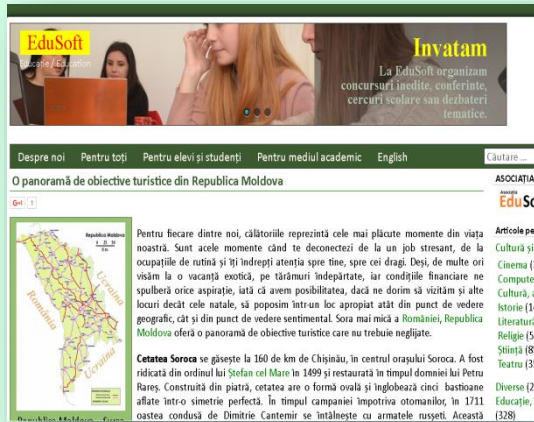 EduSoft
Educatie / Education
Invatam
La EduSoft organizam
concursuri inedite, conferinte,
cercuri scolare sau dezbateri
tematice.
Despre noi Pentru toți Pentru elevi și studenți Pentru mediul academic English
Căutare ...
O panoramă de obiective turistice din Republica Moldova
G+1 1
Republica Moldova
România
Ucraina
Ucraina
Pentru fiecare dintre noi, călătoriile reprezintă cele mai plăcute momente din viața
noastră. Sunt acele momente când te deconectezi de la un job stresant, de la
ocupațiile de rutină și îți îndrepți atenția spre tine, spre cei dragi. Deși, de multe ori
visăm la o vacanță exotică, pe tărâmuri îndepărtate, iar condițiile financiare ne
spulberă orice aspirație, iată că avem posibilitatea, dacă ne dorim să vizităm și alte
locuri decât cele natale, să poposim într-un loc apropiat atât din punct de vedere
geografic, cât și din punct de vedere sentimental. Sora mai mică a României, Republica
Moldova oferă o panoramă de obiective turistice care nu trebuie neglijate.
Cetatea Soroca se găsește la 160 de km de Chișinău, în centrul orașului Soroca. A fost
ridicată din ordinul lui Ștefan cel Mare în 1499 și restaurată în timpul domniei lui Petru
Rareș. Construită din piatră, cetatea are o formă ovală și înglobează cinci bastioane
aflate într-o simetrie perfectă. În timpul campaniei împotriva otomanilor, în 1711
oastea condusă de Dimitrie Cantemir se întâlnește cu armatele rusești. Această
ASOCIAȚIA
Asociatia
EduSo
Articole pe
Cultură și
Cinema (
Compute
Cultură, a
Istorie (1
Literatur
Religie (5
Știință (8
Teatru (3
Diverse (2
Educație,
(328)